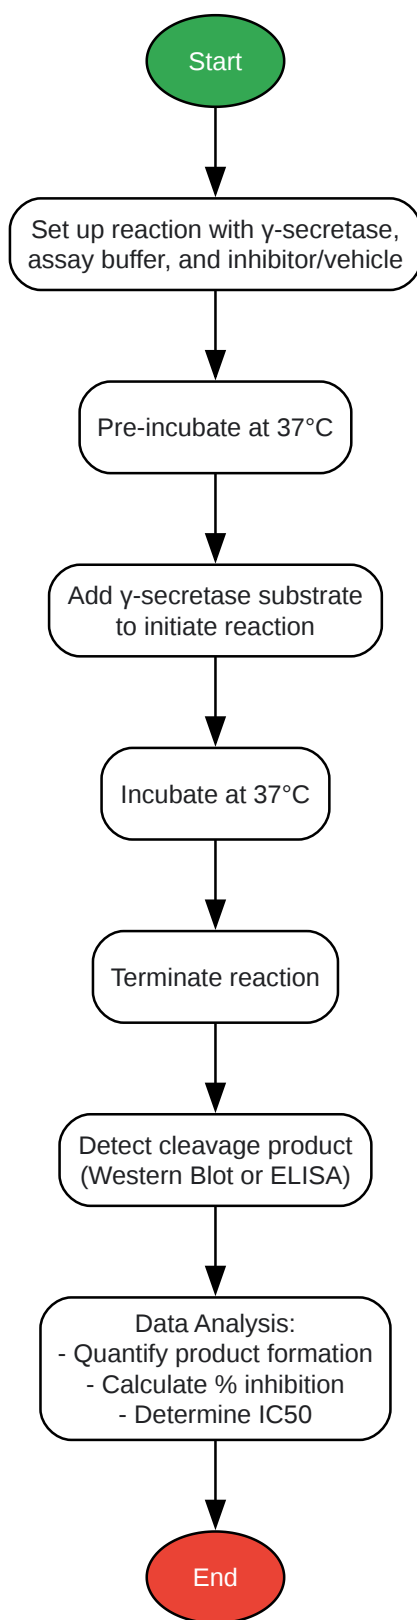 Start
Set up reaction with γ-secretase,
assay buffer, and inhibitor/vehicle
Pre-incubate at 37°C
Add γ-secretase substrate
to initiate reaction
Incubate at 37°C
Terminate reaction
Detect cleavage product
(Western Blot or ELISA)
Data Analysis:
- Quantify product formation
- Calculate % inhibition
- Determine IC50
End